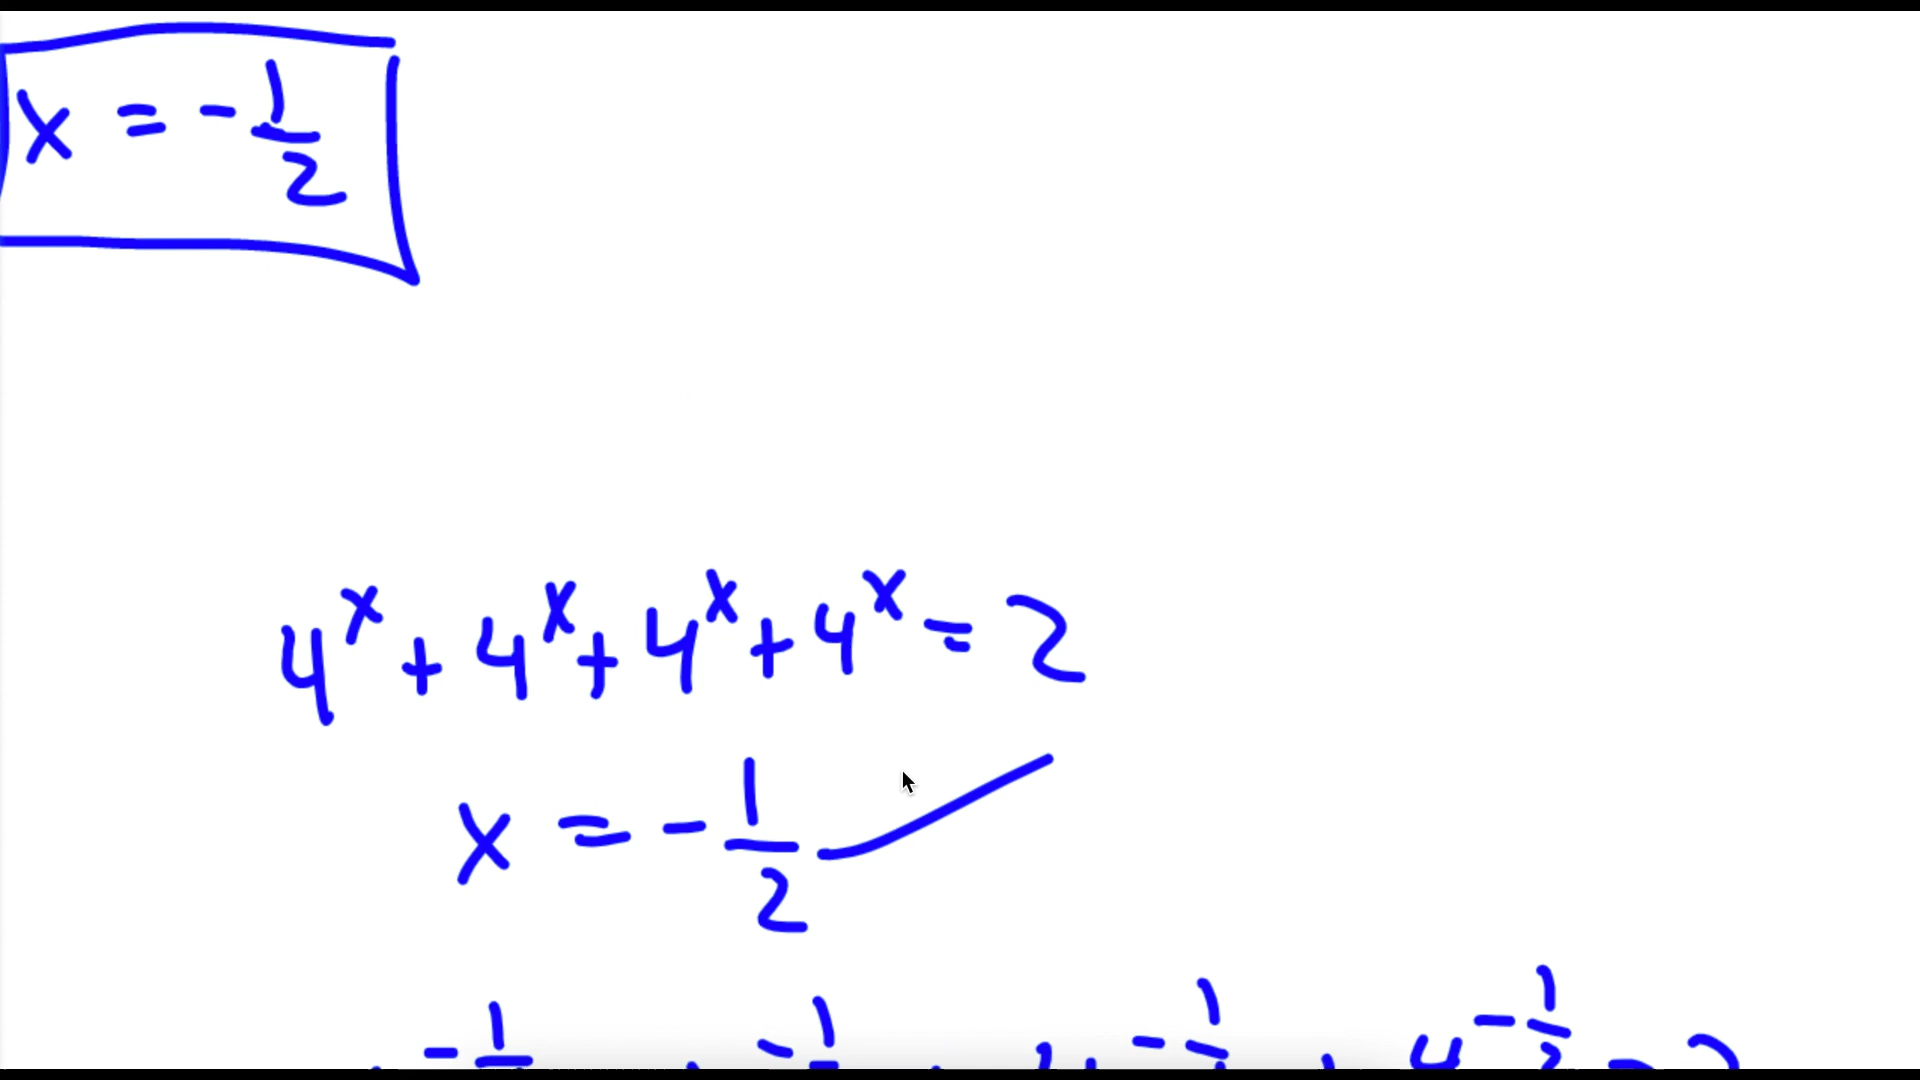 x = -1/2
4^x + 4^x + 4^x + 4^x = 2
x = -1/2